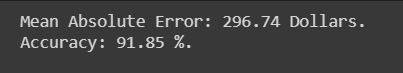 Mean Absolute Error: 296.74 Dollars.
Accuracy: 91.85 %.